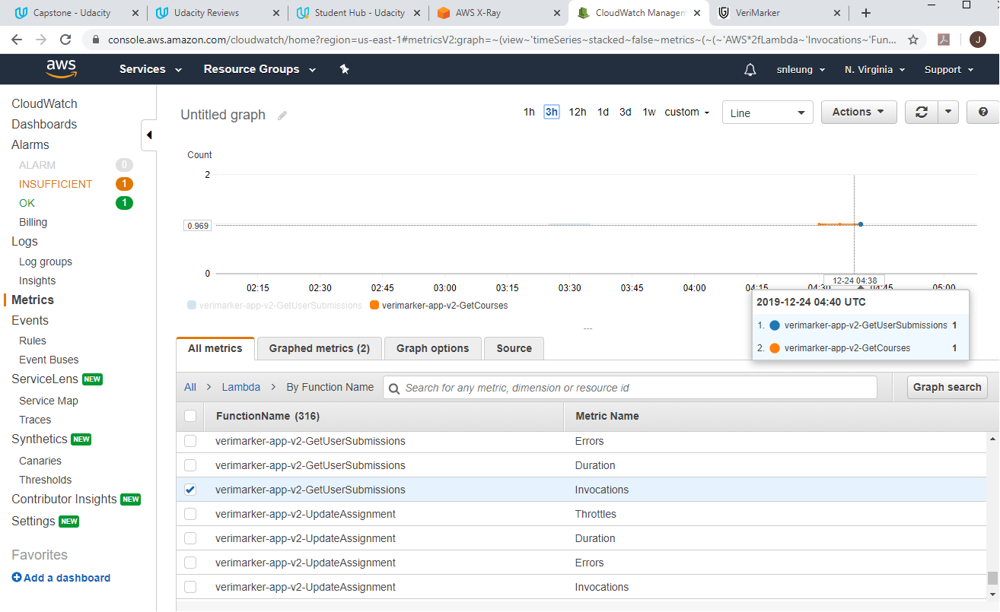 Capstone - Udacity
Udacity Reviews
Student Hub - Udacity
AWS X-Ray
CloudWatch Managem
VeriMarker
console.aws.amazon.com/cloudwatch/home?region=us-east-1#metricsV2:graph=~(view~'timeSeries~stacked~false~metrics~(~(~'AWS*2fLambda~'Invocations~'Fun...
J
aws
Services
Resource Groups
snleung
N. Virginia
Support
CloudWatch
Dashboards
Alarms
ALARM 0
INSUFFICIENT 1
OK 1
Billing
Logs
Log groups
Insights
Metrics
Events
Rules
Event Buses
ServiceLens NEW
Service Map
Traces
Synthetics NEW
Canaries
Thresholds
Contributor Insights NEW
Settings NEW
Favorites
Add a dashboard
Untitled graph
1h 3h 12h 1d 3d 1w custom
Line
Actions
?
Count
2
0.969
0
02:15 02:30 02:45 03:00 03:15 03:30 03:45 04:00 04:15 04:30 04:45 05:00
12-24 04:38
verimarker-app-v2-GetUserSubmissions verimarker-app-v2-GetCourses
2019-12-24 04:40 UTC
1. verimarker-app-v2-GetUserSubmissions 1
2. verimarker-app-v2-GetCourses 1
All metrics
Graphed metrics (2)
Graph options
Source
All > Lambda > By Function Name
Search for any metric, dimension or resource id
Graph search
FunctionName (316) Metric Name
verimarker-app-v2-GetUserSubmissions Errors
verimarker-app-v2-GetUserSubmissions Duration
verimarker-app-v2-GetUserSubmissions Invocations
verimarker-app-v2-UpdateAssignment Throttles
verimarker-app-v2-UpdateAssignment Duration
verimarker-app-v2-UpdateAssignment Errors
verimarker-app-v2-UpdateAssignment Invocations